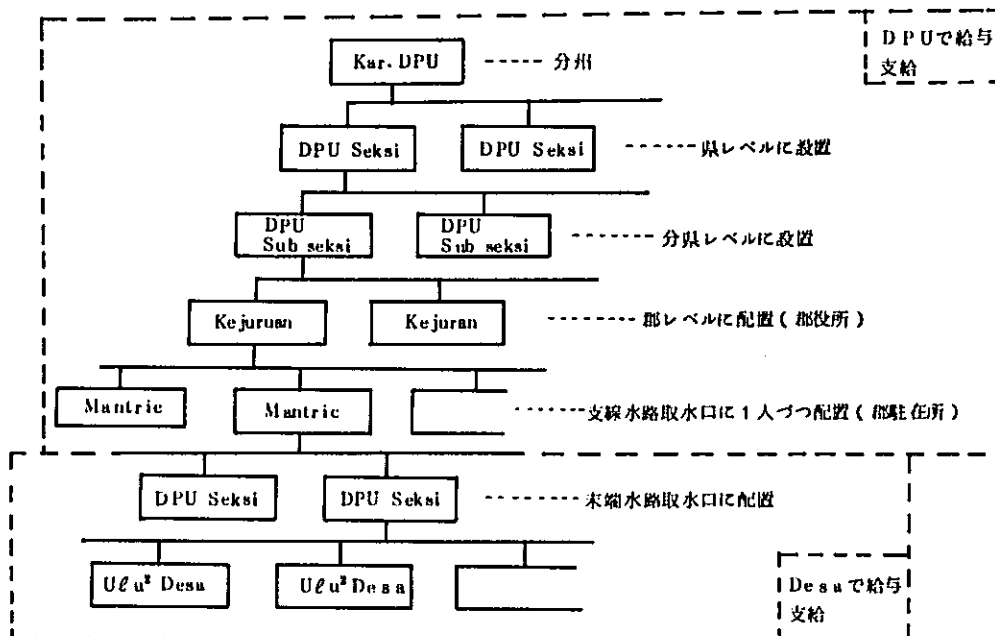 DPUで給与
支給
Kar. DPU ------ 分州
DPU Seksi DPU Seksi ------- 県レベルに設置
DPU
Sub seksi
DPU
Sub seksi
------- 分県レベルに設置
Kejuruan Kejuran -------- 郡レベルに配置(郡役所)
Mantric Mantric -------- 支線水路取水口に1人づつ配置(郡駐在所)
DPU Seksi DPU Seksi ------ 末端水路取水口に配置
Uℓu² Desa Uℓu² Desa
Desaで給与
支給